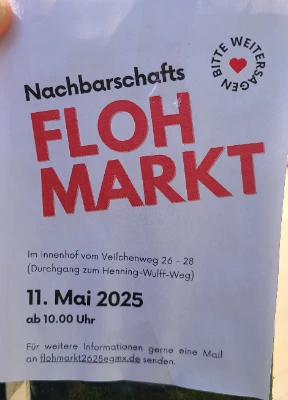 BITTE WEITERSAGEN
Nachbarschafts
FLOH
MARKT
Im Innenhof vom Veilchenweg 26 - 28
(Durchgang zum Henning-Wulff-Weg)
11. Mai 2025
ab 10.00 Uhr
Für weitere Informationen gerne eine Mail
an flohmarkt2628@gmx.de senden.